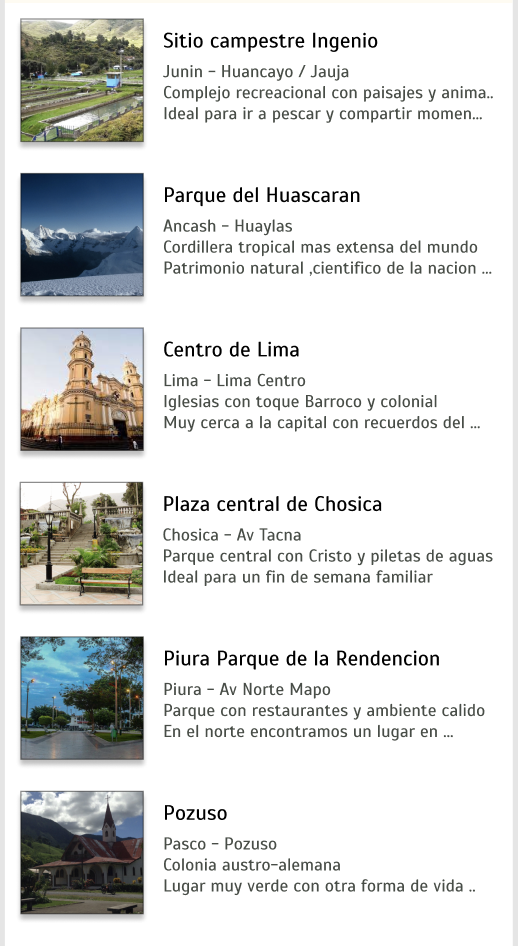 Sitio campestre Ingenio
Junin - Huancayo / Jauja
Complejo recreacional con paisajes y anima..
Ideal para ir a pescar y compartir momen...
Parque del Huascaran
Ancash - Huaylas
Cordillera tropical mas extensa del mundo
Patrimonio natural ,cientifico de la nacion ...
Centro de Lima
Lima - Lima Centro
Iglesias con toque Barroco y colonial
Muy cerca a la capital con recuerdos del ...
Plaza central de Chosica
Chosica - Av Tacna
Parque central con Cristo y piletas de aguas
Ideal para un fin de semana familiar
Piura Parque de la Rendencion
Piura - Av Norte Mapo
Parque con restaurantes y ambiente calido
En el norte encontramos un lugar en ...
Pozuso
Pasco - Pozuso
Colonia austro-alemana
Lugar muy verde con otra forma de vida ..